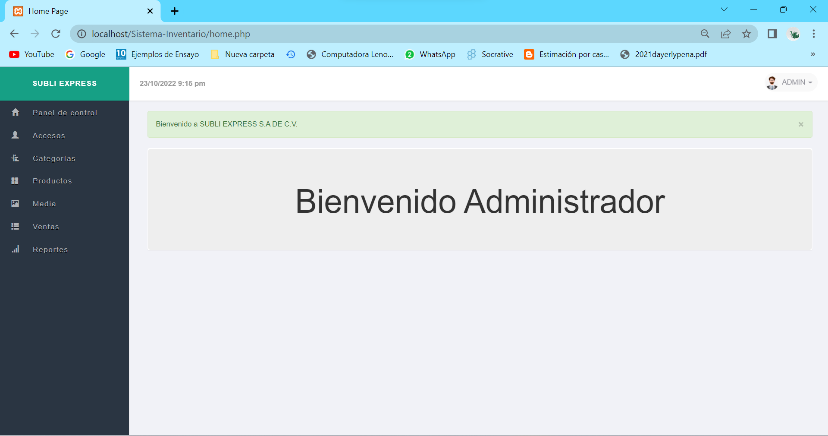 Home Page
localhost/Sistema-Inventario/home.php
YouTube Google Ejemplos de Ensayo Nueva carpeta Computadora Leno... WhatsApp Socrative Estimación por cas... 2021dayerlypena.pdf »
SUBLI EXPRESS
23/10/2022 9:16 pm
ADMIN
Panel de control
Accesos
Categorías
Productos
Media
Ventas
Reportes
Bienvenido a SUBLI EXPRESS S.A DE C.V.
×
Bienvenido Administrador